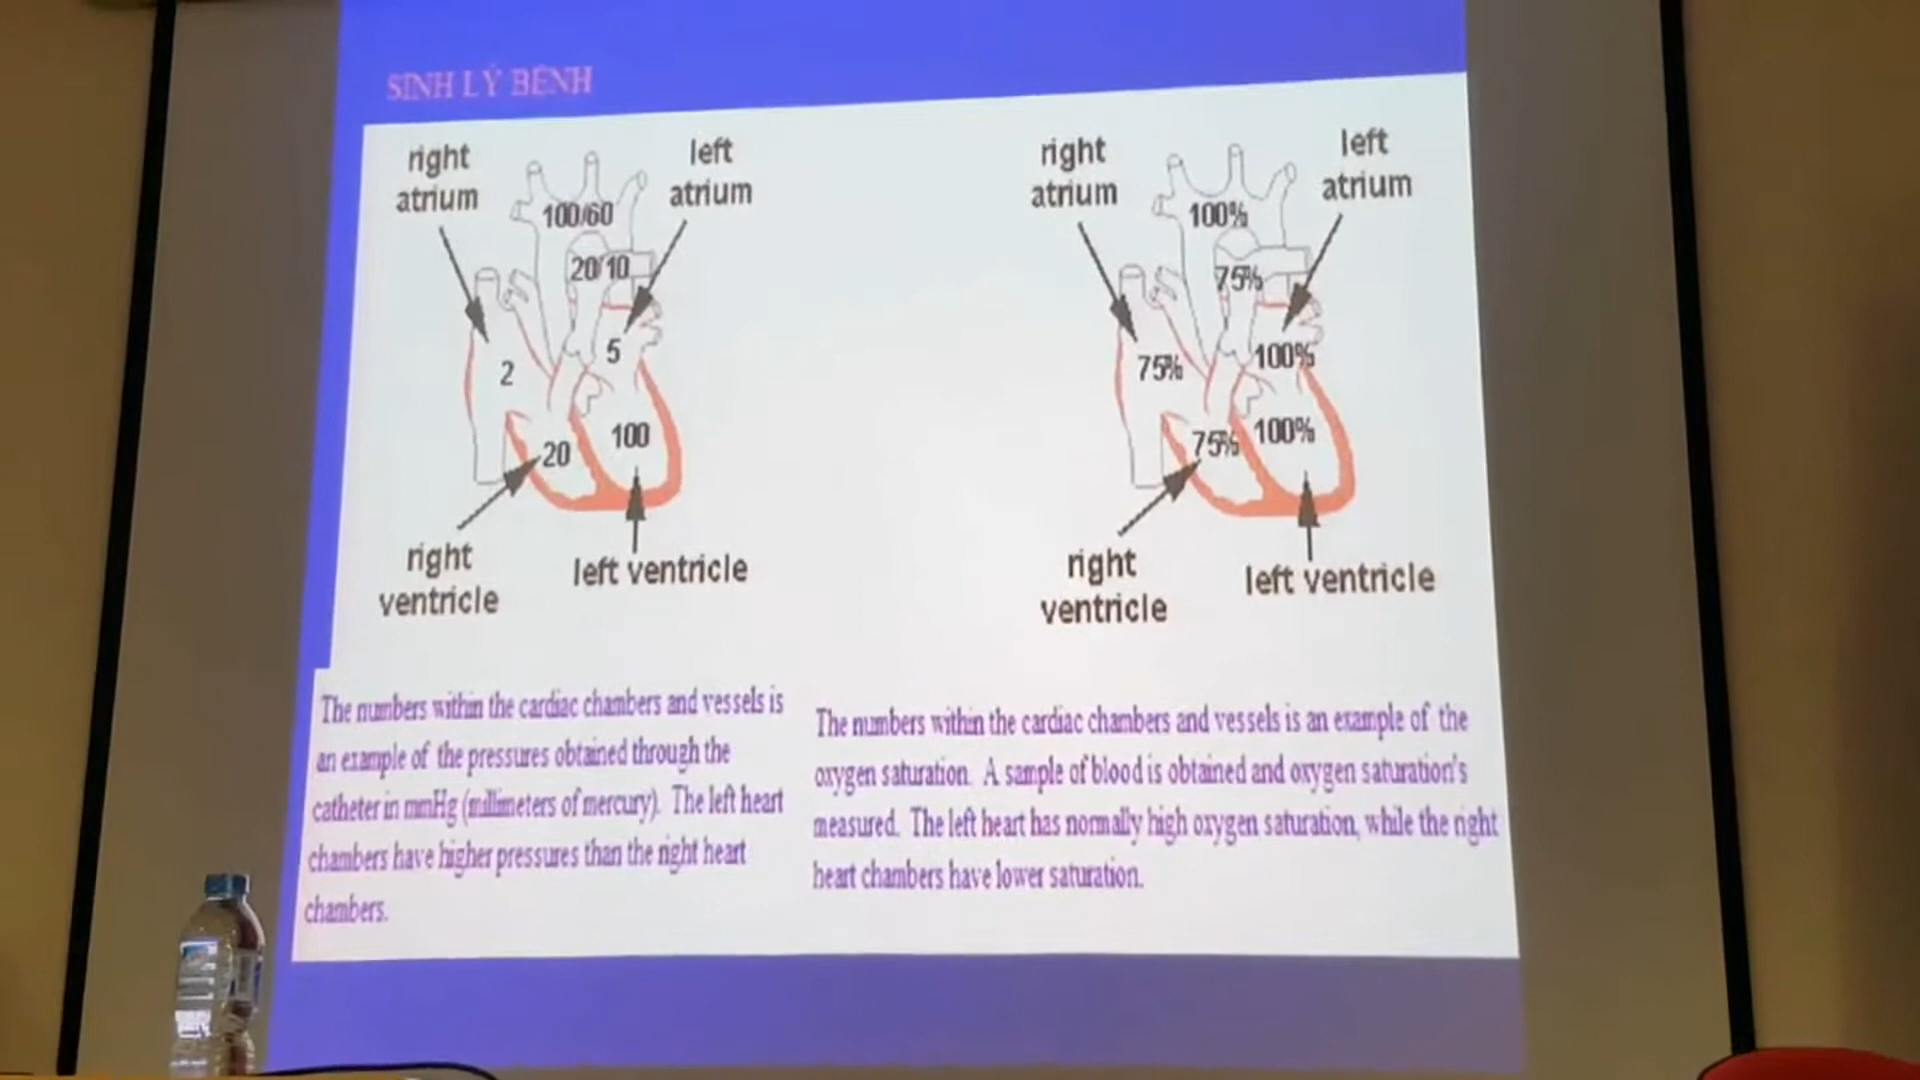 SINH LÝ BỆNH
right
atrium
left
atrium
100/60
20/10
5
2
100
20
right
ventricle
left ventricle
right
atrium
left
atrium
100%
75%
100%
75%
100%
75%
right
ventricle
left ventricle
The numbers within the cardiac chambers and vessels is
an example of the pressures obtained through the
catheter in mmHg (millimeters of mercury). The left heart
chambers have higher pressures than the right heart
chambers.
The numbers within the cardiac chambers and vessels is an example of the
oxygen saturation. A sample of blood is obtained and oxygen saturation's
measured. The left heart has normally high oxygen saturation, while the right
heart chambers have lower saturation.